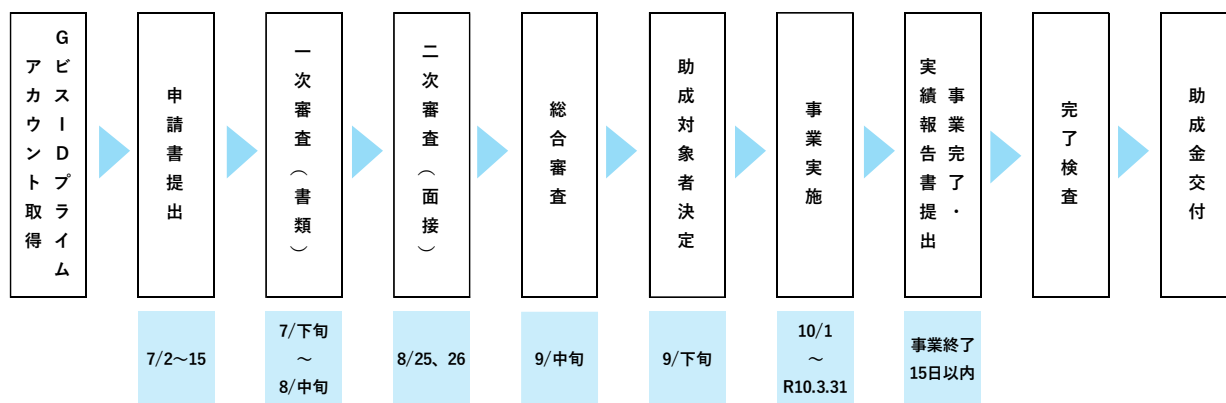 GビズIDプライム
アカウント取得
申請書提出
一次審査（書類）
二次審査（面接）
総合審査
助成対象者決定
事業実施
事業完了・
実績報告書提出
完了検査
助成金交付
7/2～15
7/下旬
～
8/中旬
8/25、26
9/中旬
9/下旬
10/1
～
R10.3.31
事業終了
15日以内